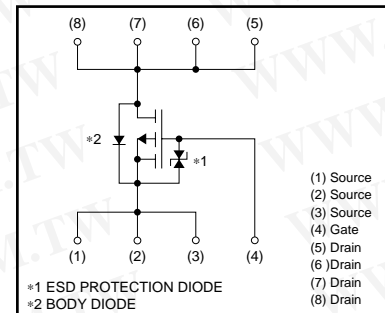 (8) (7) (6) (5)
*2
*1
(1) (2) (3) (4)
(1) Source
(2) Source
(3) Source
(4) Gate
(5) Drain
(6 )Drain
(7) Drain
(8) Drain
*1 ESD PROTECTION DIODE
*2 BODY DIODE